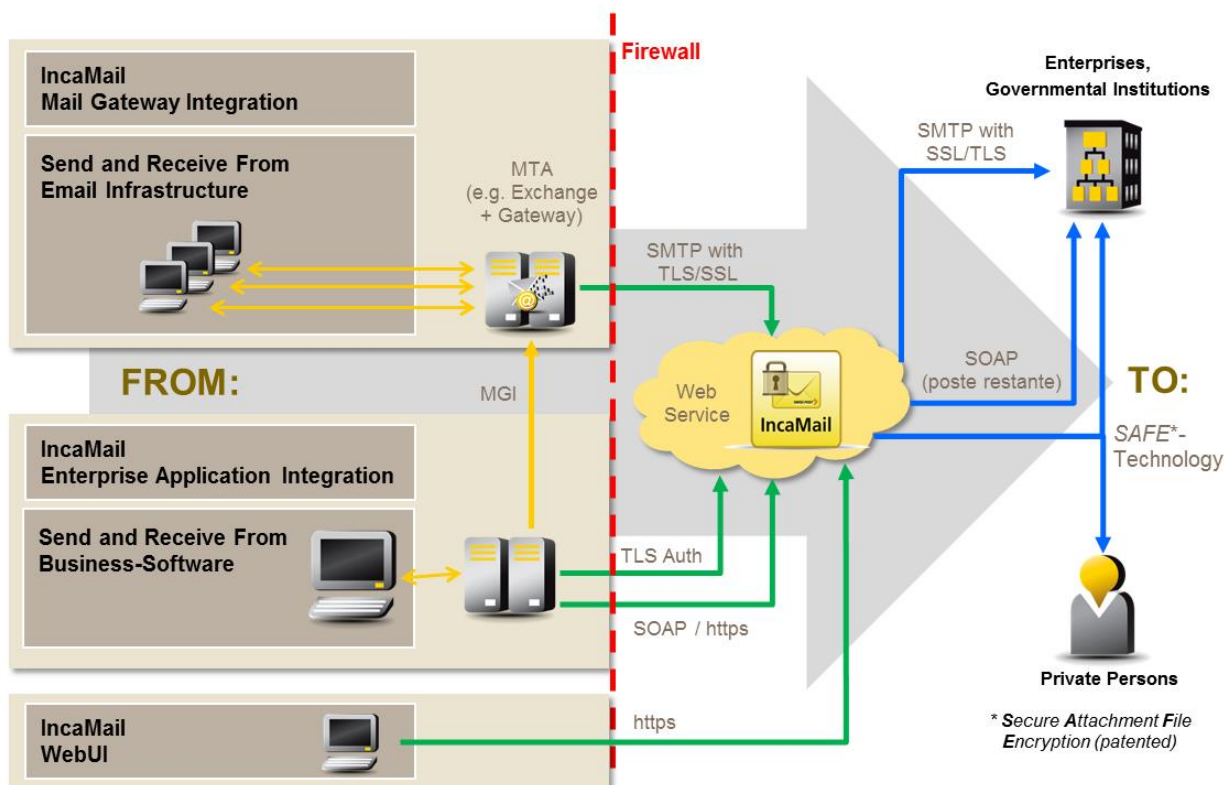 Firewall
IncaMail
Mail Gateway Integration
Send and Receive From
Email Infrastructure
MTA
(e.g. Exchange
+ Gateway)
SMTP with
TLS/SSL
Enterprises,
Governmental Institutions
SMTP with
SSL/TLS
@
FROM:
MGI
Web
Service
IncaMail
SOAP
(poste restante)
TO:
SAFE*-
Technology
IncaMail
Enterprise Application Integration
Send and Receive From
Business-Software
TLS Auth
SOAP / https
Private Persons
IncaMail
WebUI
https
* Secure Attachment File
Encryption (patented)